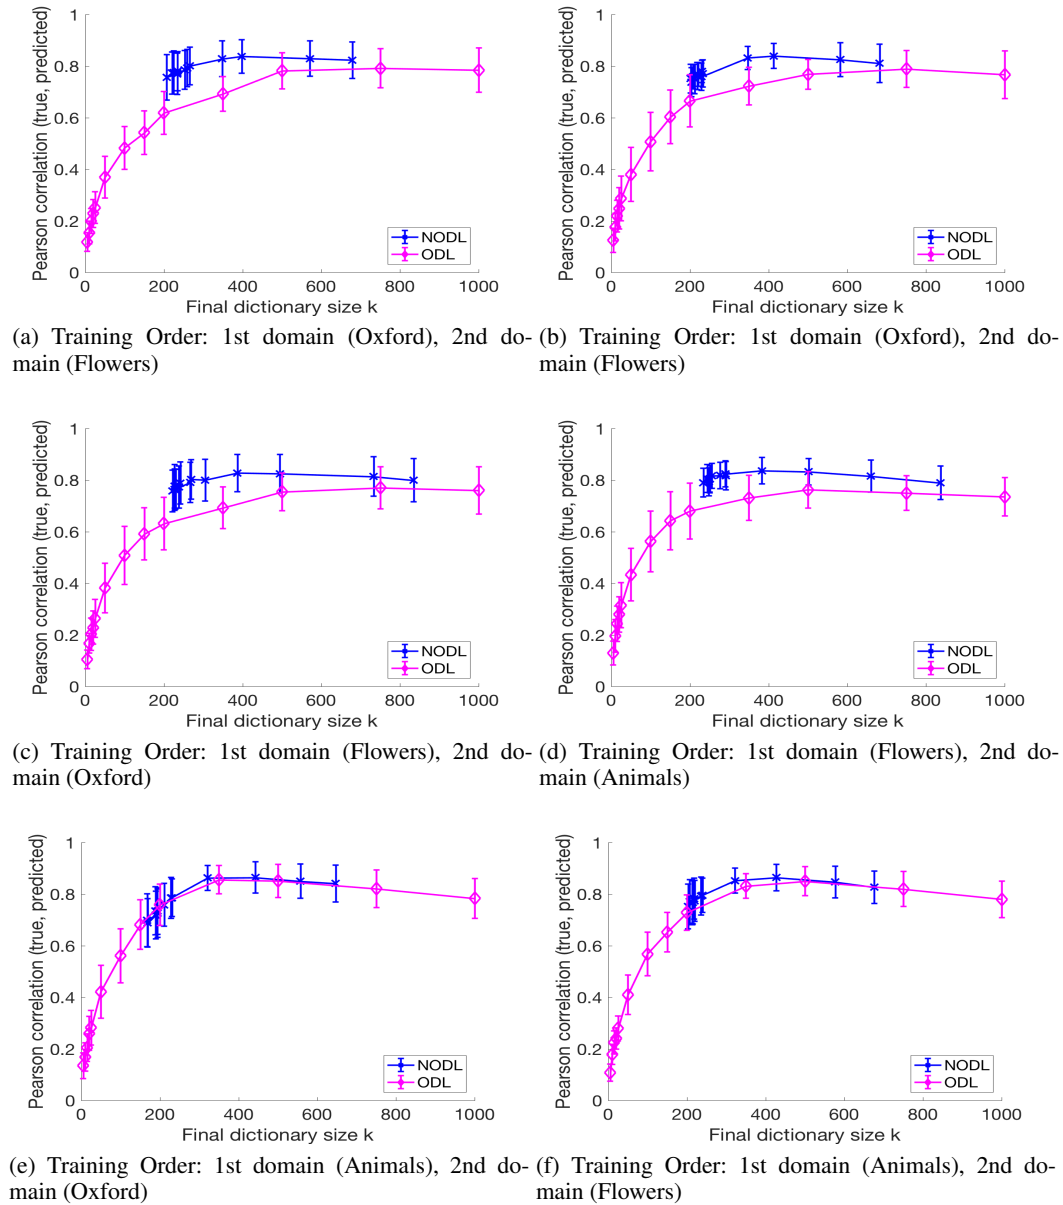 1
0.8
0.6
0.4
0.2
0
Pearson correlation (true, predicted)
NODL
ODL
0 200 400 600 800 1000
Final dictionary size k
(a) Training Order: 1st domain (Oxford), 2nd do-
main (Flowers)
1
0.8
0.6
0.4
0.2
0
Pearson correlation (true, predicted)
NODL
ODL
0 200 400 600 800 1000
Final dictionary size k
(b) Training Order: 1st domain (Oxford), 2nd do-
main (Flowers)
1
0.8
0.6
0.4
0.2
0
Pearson correlation (true, predicted)
NODL
ODL
0 200 400 600 800 1000
Final dictionary size k
(c) Training Order: 1st domain (Flowers), 2nd do-
main (Oxford)
1
0.8
0.6
0.4
0.2
0
Pearson correlation (true, predicted)
NODL
ODL
0 200 400 600 800 1000
Final dictionary size k
(d) Training Order: 1st domain (Flowers), 2nd do-
main (Animals)
1
0.8
0.6
0.4
0.2
0
Pearson correlation (true, predicted)
NODL
ODL
0 200 400 600 800 1000
Final dictionary size k
(e) Training Order: 1st domain (Animals), 2nd do-
main (Oxford)
1
0.8
0.6
0.4
0.2
0
Pearson correlation (true, predicted)
NODL
ODL
0 200 400 600 800 1000
Final dictionary size k
(f) Training Order: 1st domain (Animals), 2nd do-
main (Flowers)